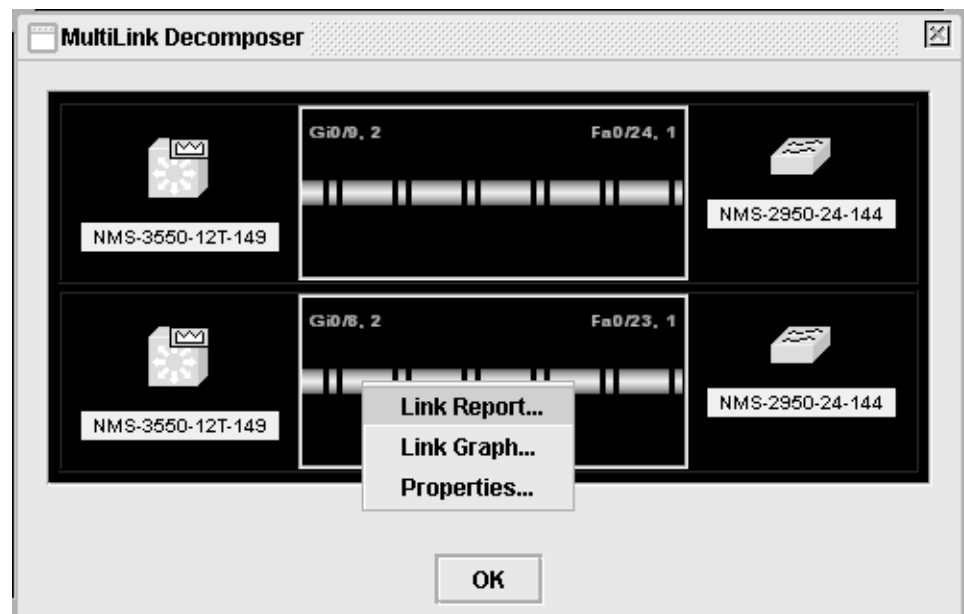 MultiLink Decomposer
Gi0/9, 2
Fa0/24, 1
NMS-3550-12T-149
NMS-2950-24-144
Gi0/8, 2
Fa0/23, 1
NMS-3550-12T-149
NMS-2950-24-144
Link Report...
Link Graph...
Properties...
OK